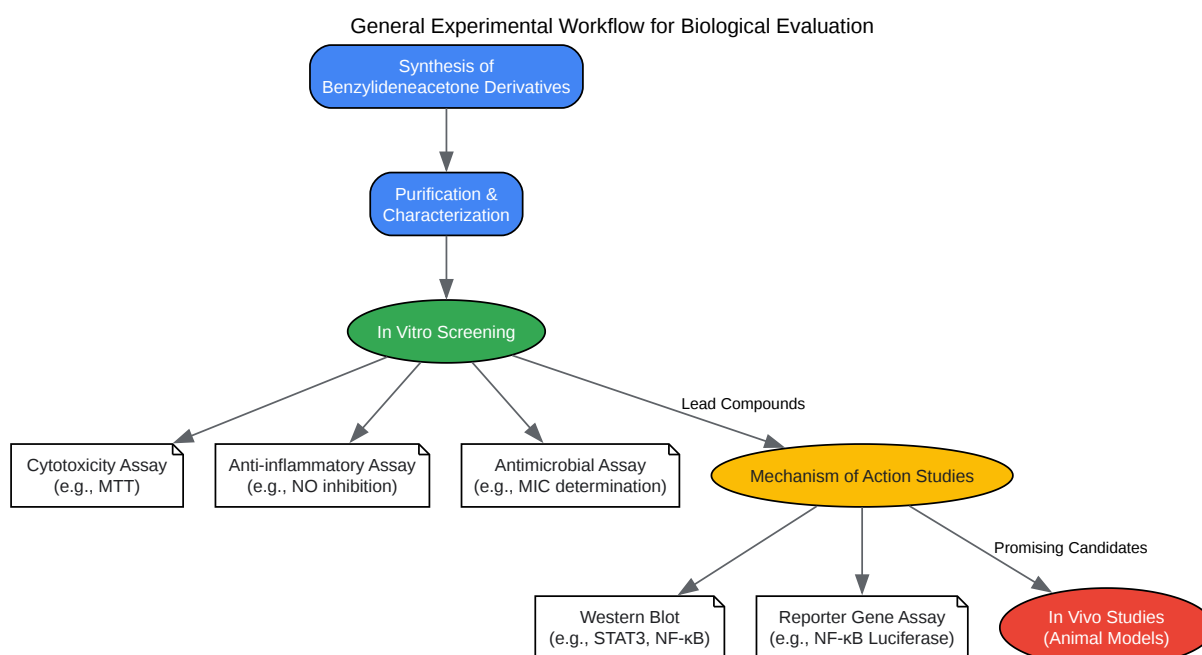 General Experimental Workflow for Biological Evaluation
Synthesis of
Benzylideneacetone Derivatives
Purification &
Characterization
In Vitro Screening
Lead Compounds
Cytotoxicity Assay
(e.g., MTT)
Anti-inflammatory Assay
(e.g., NO inhibition)
Antimicrobial Assay
(e.g., MIC determination)
Mechanism of Action Studies
Promising Candidates
Western Blot
(e.g., STAT3, NF-κB)
Reporter Gene Assay
(e.g., NF-κB Luciferase)
In Vivo Studies
(Animal Models)